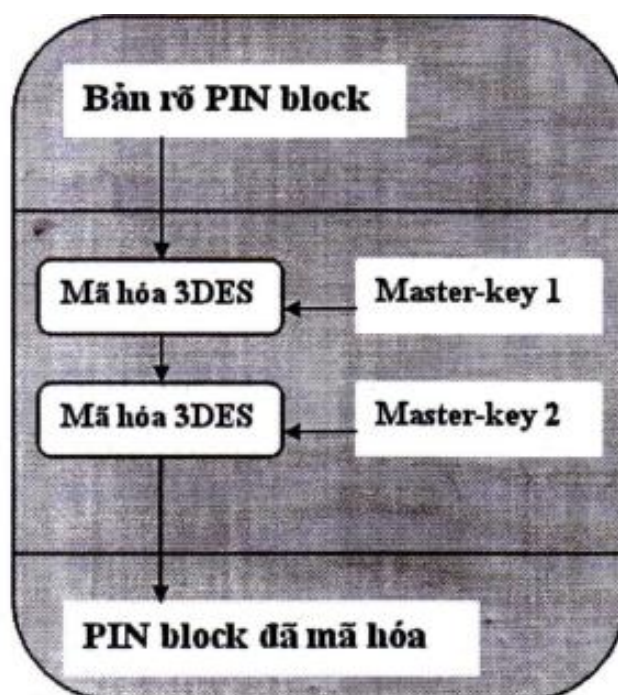 Bản rõ PIN block
Mã hóa 3DES
Master-key 1
Mã hóa 3DES
Master-key 2
PIN block đã mã hóa